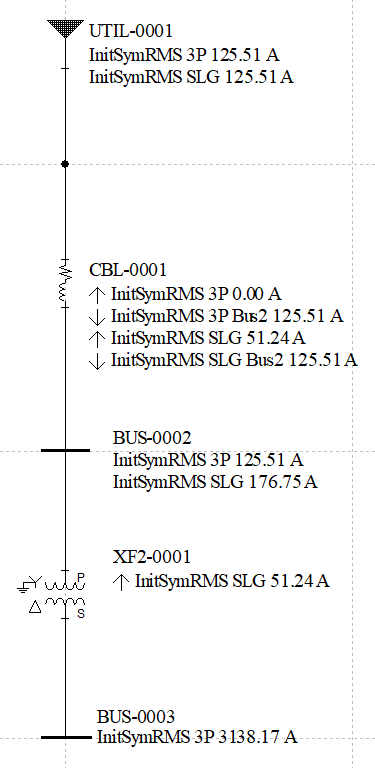 UTIL-0001
InitSymRMS 3P 125.51 A
InitSymRMS SLG 125.51 A
CBL-0001
InitSymRMS 3P 0.00 A
InitSymRMS 3P Bus2 125.51 A
InitSymRMS SLG 51.24 A
InitSymRMS SLG Bus2 125.51 A
BUS-0002
InitSymRMS 3P 125.51 A
InitSymRMS SLG 176.75 A
XF2-0001
P
InitSymRMS SLG 51.24 A
S
BUS-0003
InitSymRMS 3P 3138.17 A